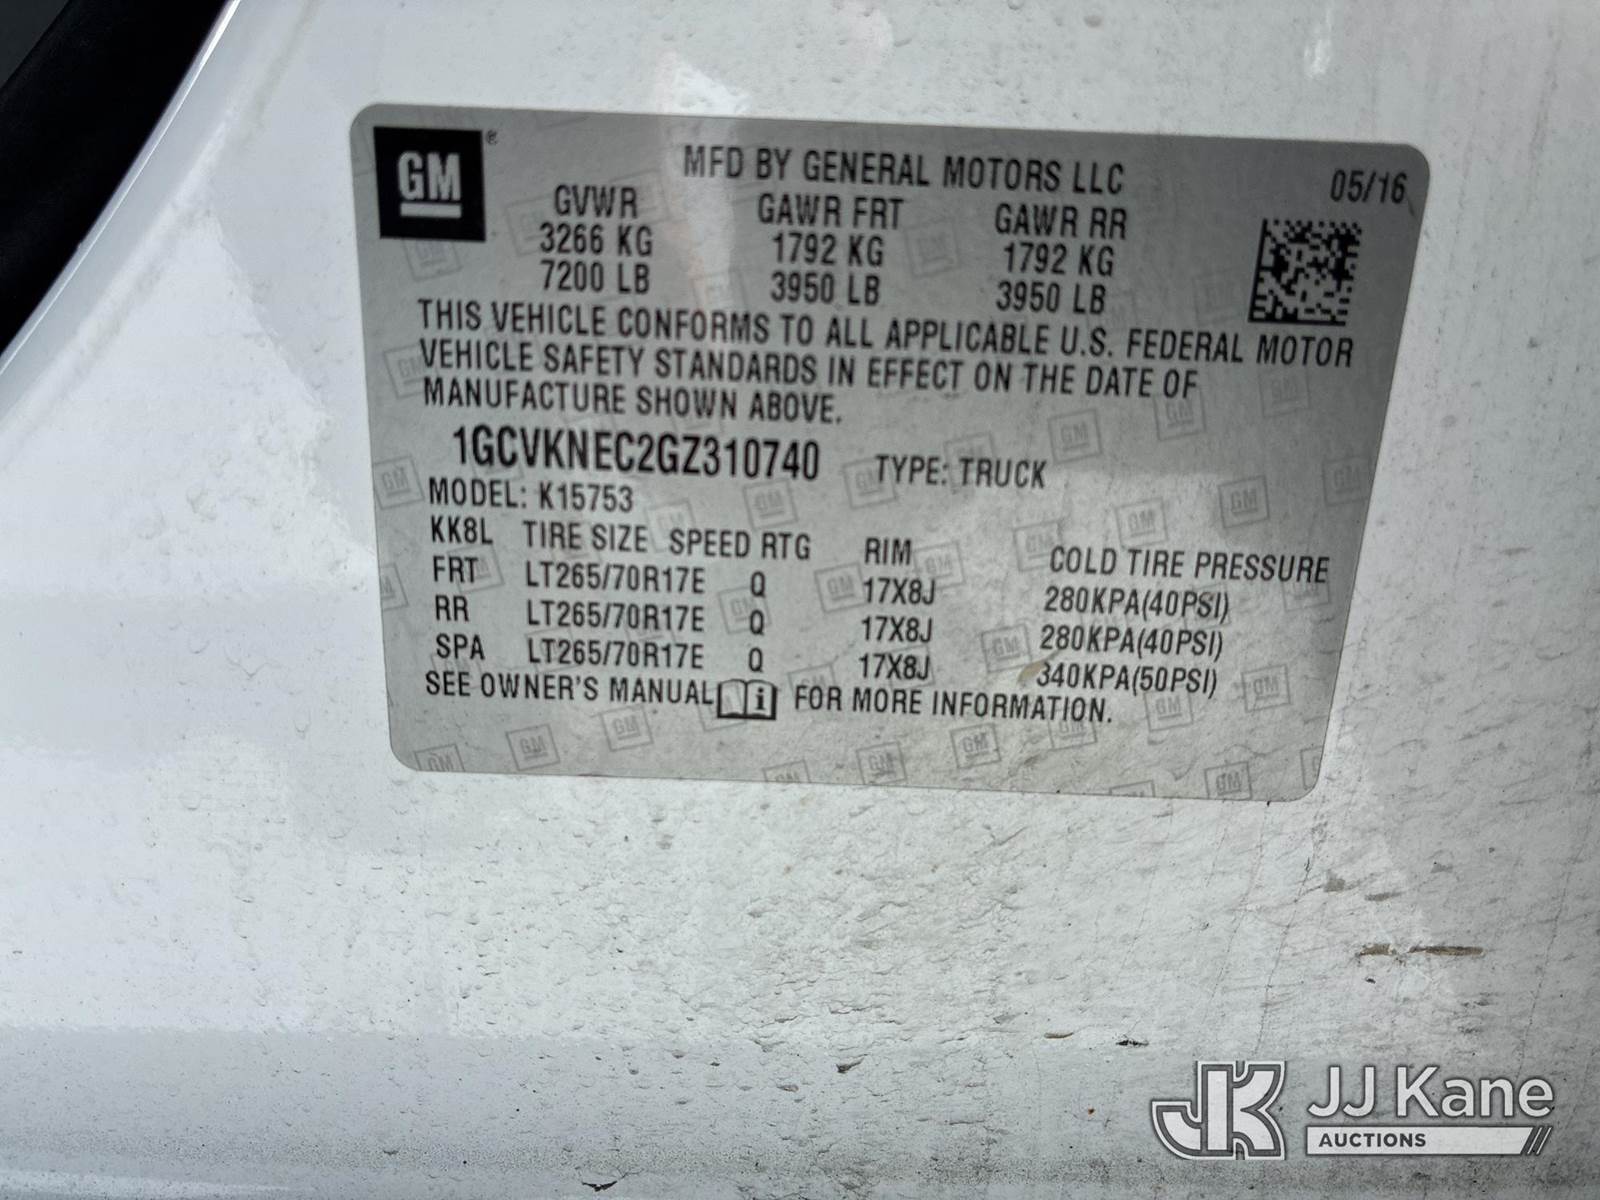 GM®
MFD BY GENERAL MOTORS LLC 05/16
GVWR GAWR FRT GAWR RR
3266 KG 1792 KG 1792 KG
7200 LB 3950 LB 3950 LB
THIS VEHICLE CONFORMS TO ALL APPLICABLE U.S. FEDERAL MOTOR
VEHICLE SAFETY STANDARDS IN EFFECT ON THE DATE OF
MANUFACTURE SHOWN ABOVE.
1GCVKNEC2GZ310740 TYPE: TRUCK
MODEL: K15753
KK8L TIRE SIZE SPEED RTG RIM COLD TIRE PRESSURE
FRT LT265/70R17E Q 17X8J 280KPA(40PSI)
RR LT265/70R17E Q 17X8J 280KPA(40PSI)
SPA LT265/70R17E Q 17X8J 340KPA(50PSI)
SEE OWNER'S MANUAL i FOR MORE INFORMATION.
JK JJ Kane
AUCTIONS